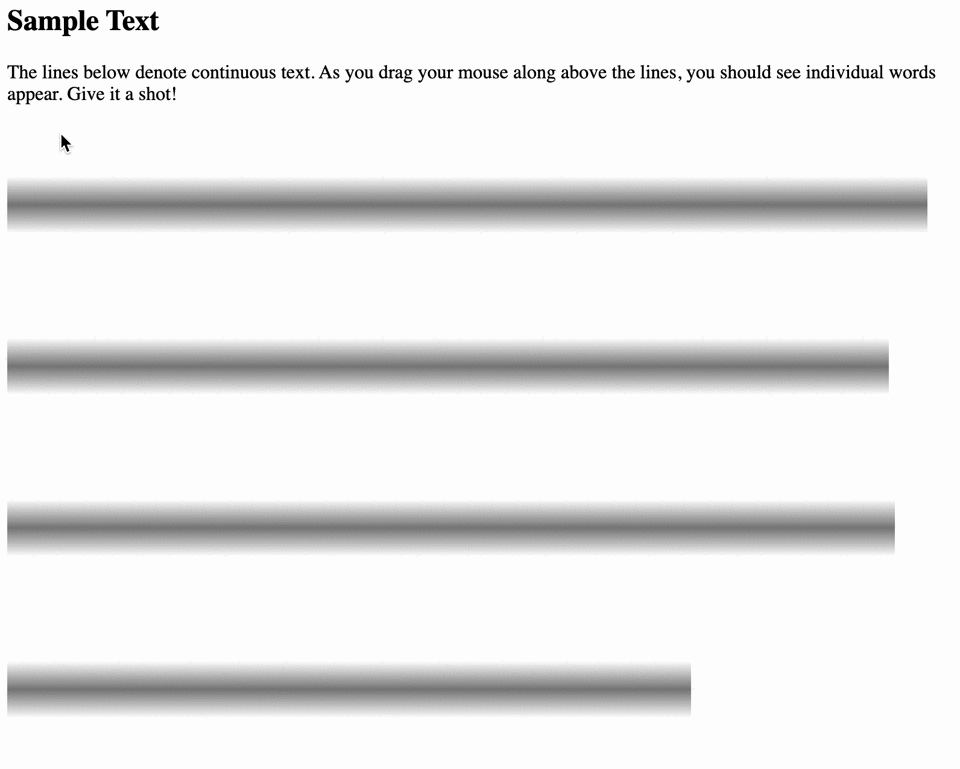 Sample Text
The lines below denote continuous text. As you drag your mouse along above the lines, you should see individual words
appear. Give it a shot!